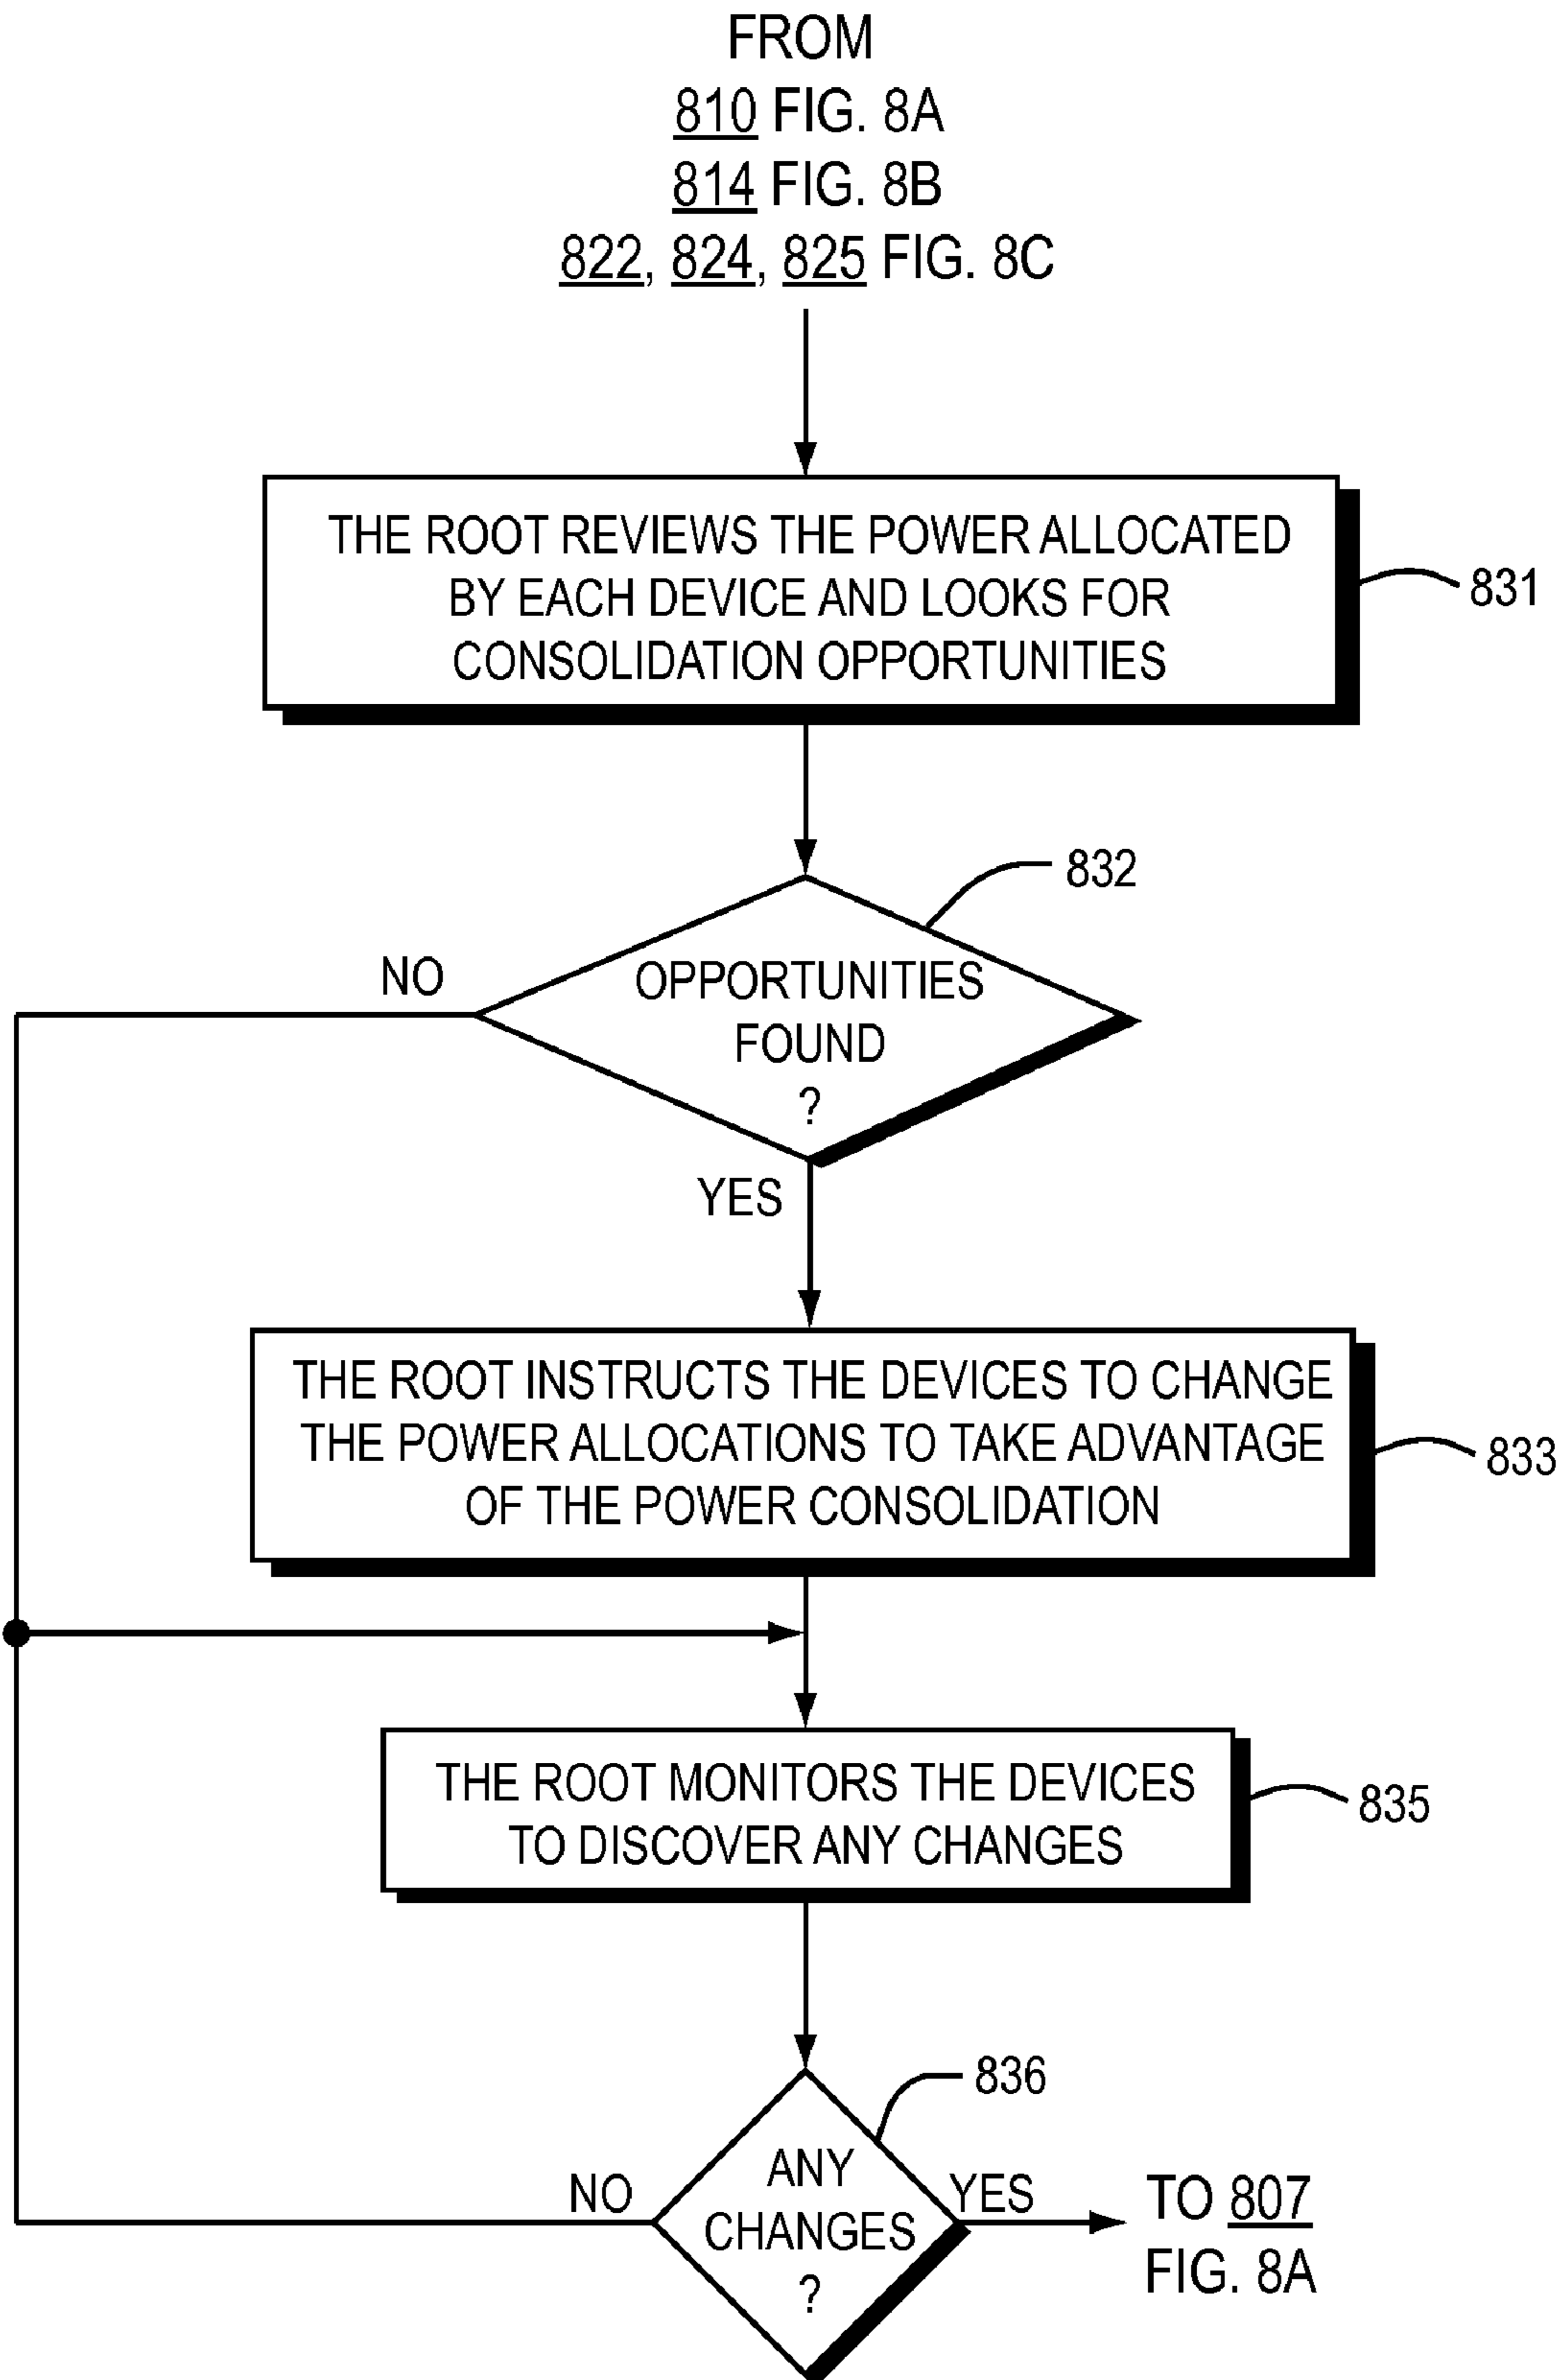 FROM
810 FIG. 8A
814 FIG. 8B
822, 824, 825 FIG. 8C
THE ROOT REVIEWS THE POWER ALLOCATED
BY EACH DEVICE AND LOOKS FOR
CONSOLIDATION OPPORTUNITIES
831
832
NO
OPPORTUNITIES
FOUND
?
YES
THE ROOT INSTRUCTS THE DEVICES TO CHANGE
THE POWER ALLOCATIONS TO TAKE ADVANTAGE
OF THE POWER CONSOLIDATION
833
THE ROOT MONITORS THE DEVICES
TO DISCOVER ANY CHANGES
835
836
NO
ANY
CHANGES
?
YES
TO 807
FIG. 8A